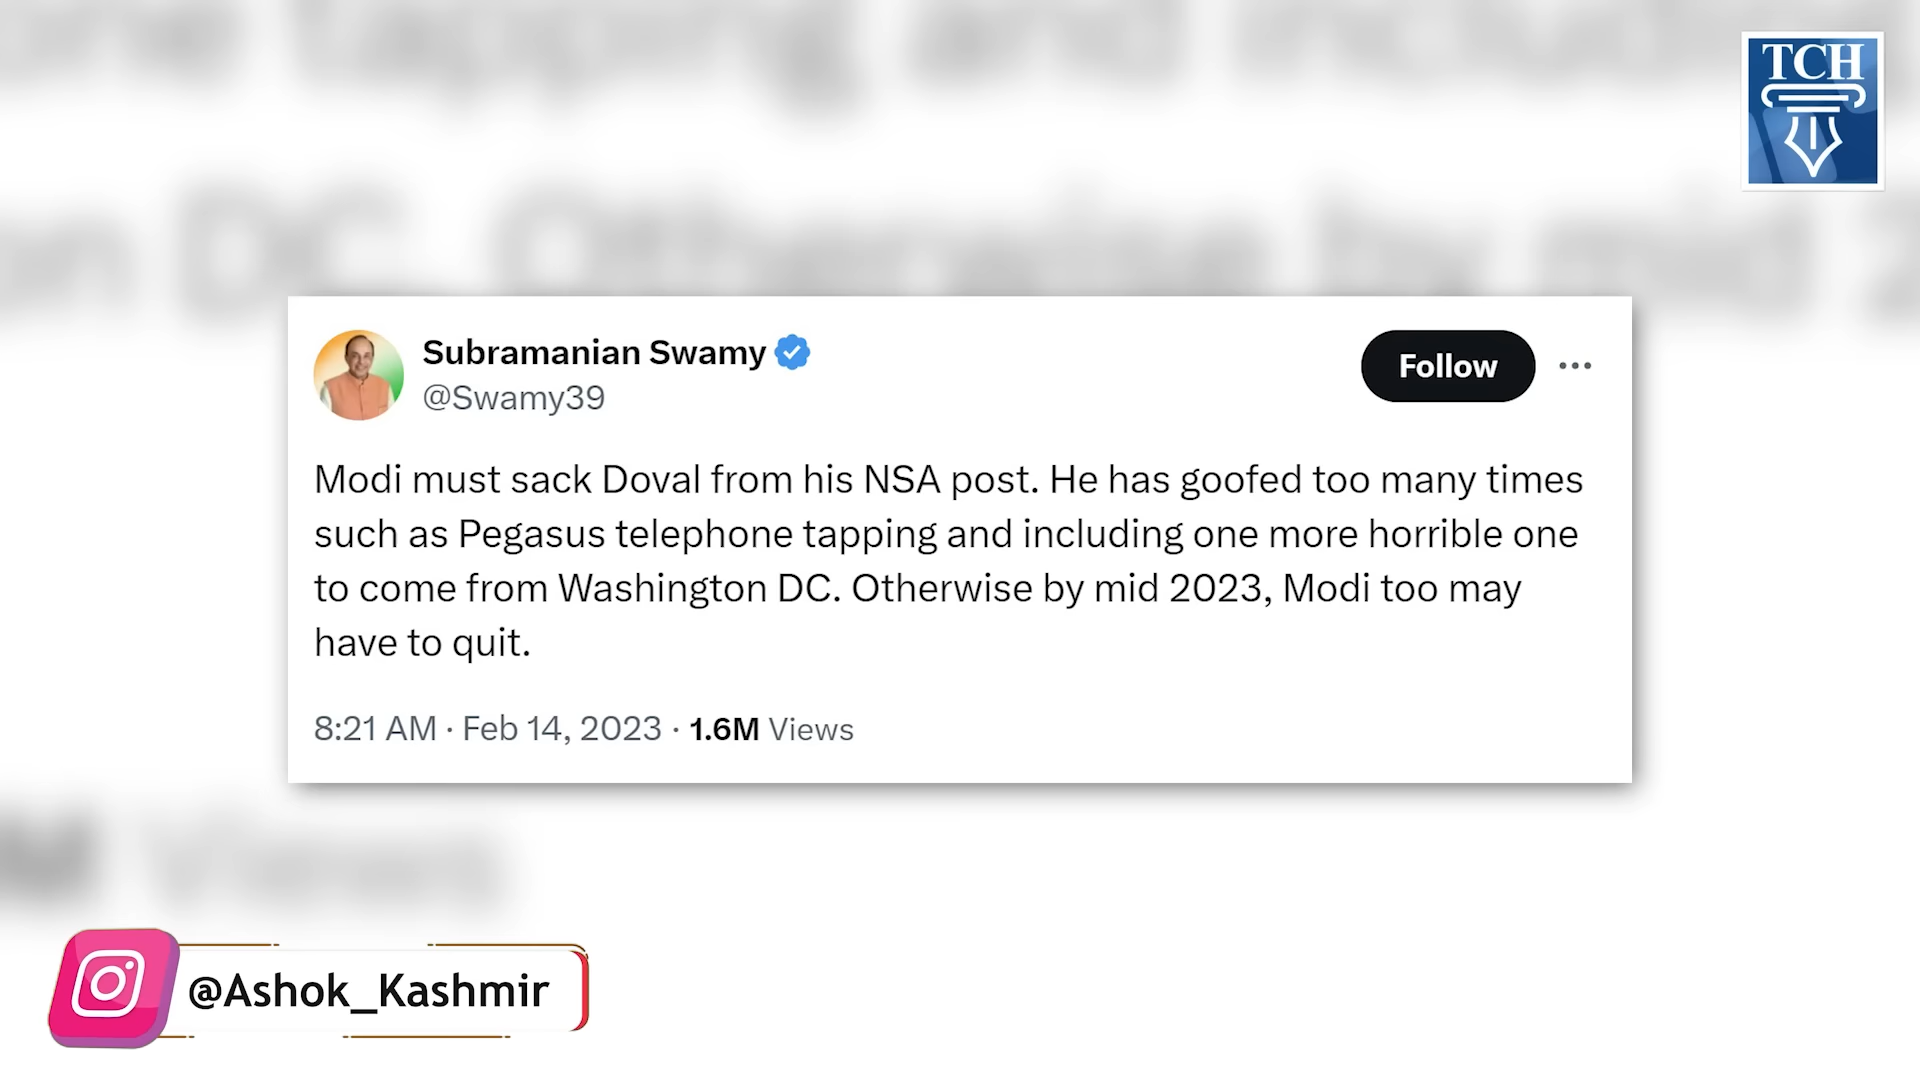 TCH
Subramanian Swamy
@Swamy39
Follow
Modi must sack Doval from his NSA post. He has goofed too many times
such as Pegasus telephone tapping and including one more horrible one
to come from Washington DC. Otherwise by mid 2023, Modi too may
have to quit.
8:21 AM · Feb 14, 2023 · 1.6M Views
@Ashok_Kashmir